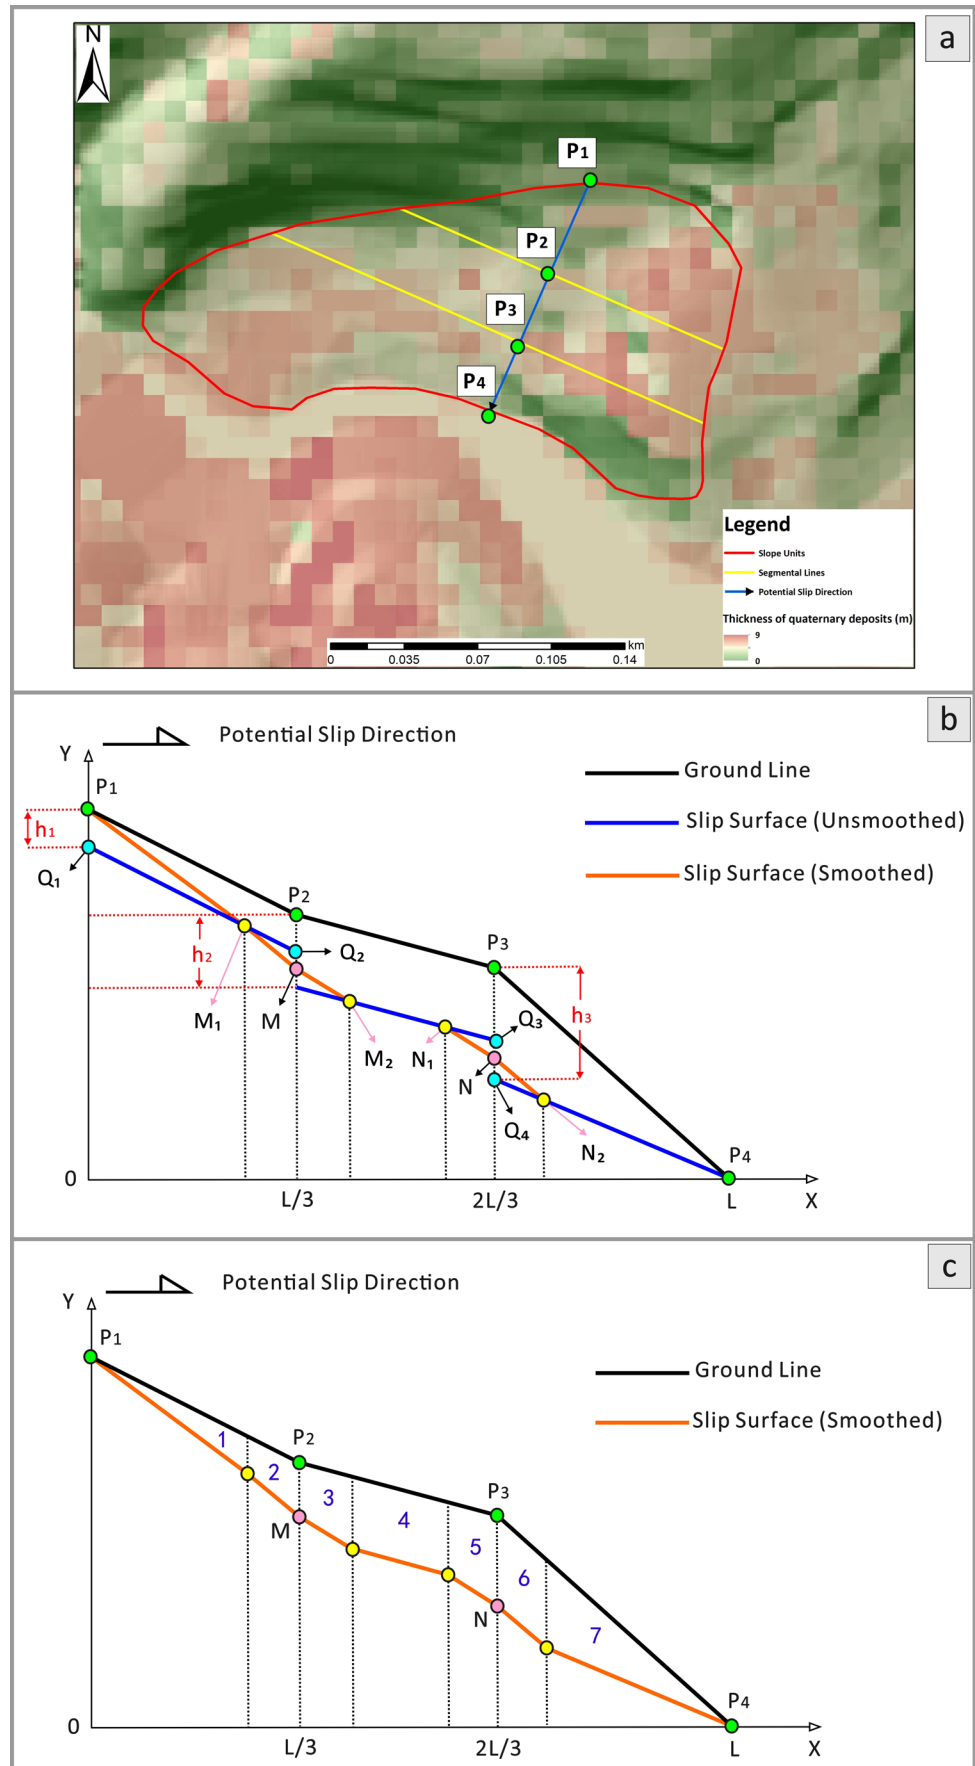 a
N
P1
P2
P3
P4
Legend
Slope Units
Segmental Lines
Potential Slip Direction
Thickness of quaternary deposits (m)
9
0
km
0 0.035 0.07 0.105 0.14
b
Potential Slip Direction
Y
P1
Ground Line
h1
Slip Surface (Unsmoothed)
Q1
Slip Surface (Smoothed)
P2
h2
Q2
P3
M1
M
M2
N1
Q3
h3
N
Q4
N2
P4
0
L/3
2L/3
L
X
c
Potential Slip Direction
Y
P1
Ground Line
Slip Surface (Smoothed)
1
P2
2
3
P3
M
4
5
6
N
7
P4
0
L/3
2L/3
L
X